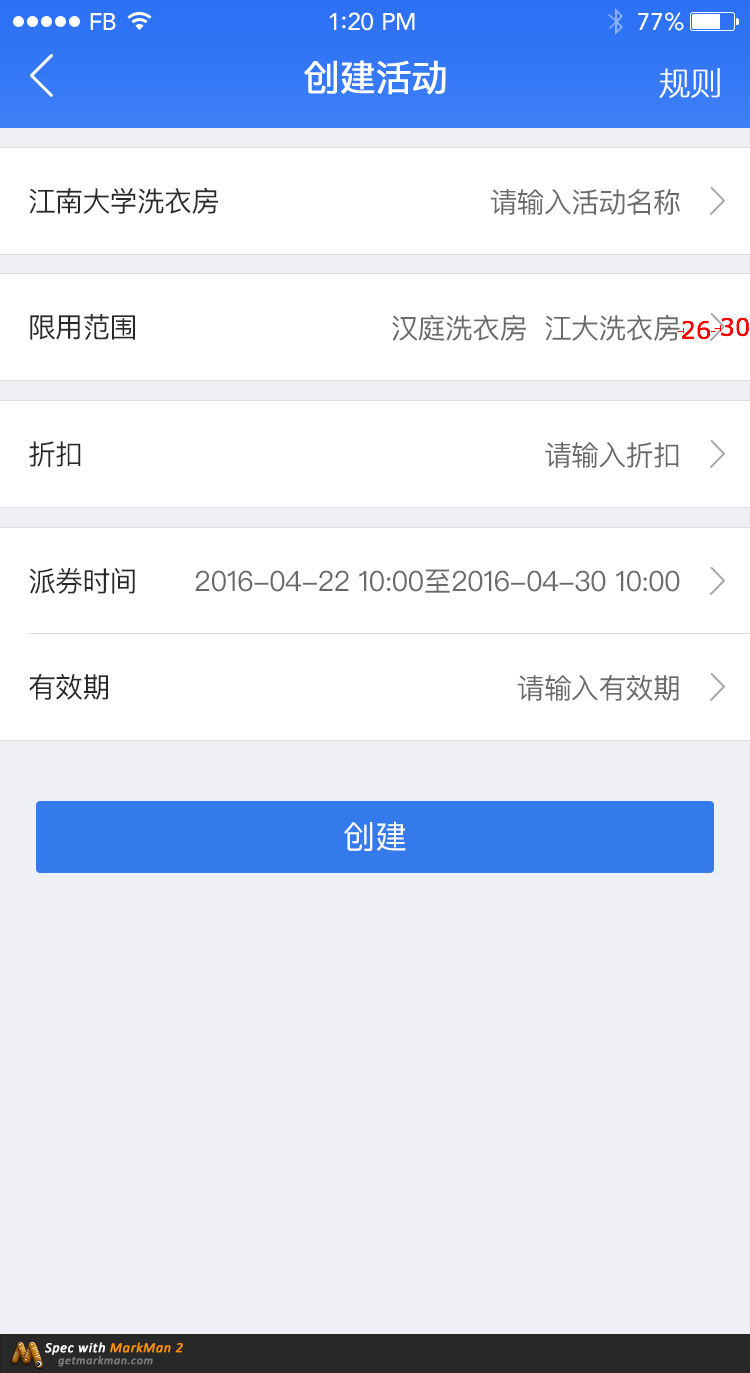 FB 1:20 PM 77%
创建活动 规则
江南大学洗衣房 请输入活动名称
限用范围 汉庭洗衣房 江大洗衣房 26 30
折扣 请输入折扣
派券时间 2016-04-22 10:00至2016-04-30 10:00
有效期 请输入有效期
创建
Spec with MarkMan 2
getmarkman.com